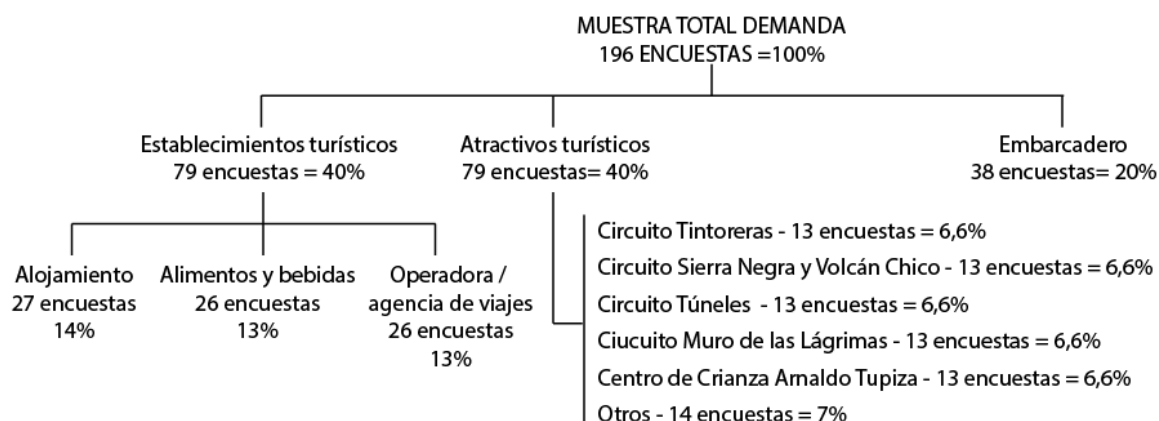 MUESTRA TOTAL DEMANDA
196 ENCUESTAS =100%
Establecimientos turísticos
79 encuestas = 40%
Atractivos turísticos
79 encuestas= 40%
Embarcadero
38 encuestas= 20%
Alojamiento
27 encuestas
14%
Alimentos y bebidas
26 encuestas
13%
Operadora /
agencia de viajes
26 encuestas
13%
Circuito Tintoreras - 13 encuestas = 6,6%
Circuito Sierra Negra y Volcán Chico - 13 encuestas = 6,6%
Circuito Túneles - 13 encuestas = 6,6%
Ciucuito Muro de las Lágrimas - 13 encuestas = 6,6%
Centro de Crianza Arnaldo Tupiza - 13 encuestas = 6,6%
Otros - 14 encuestas = 7%